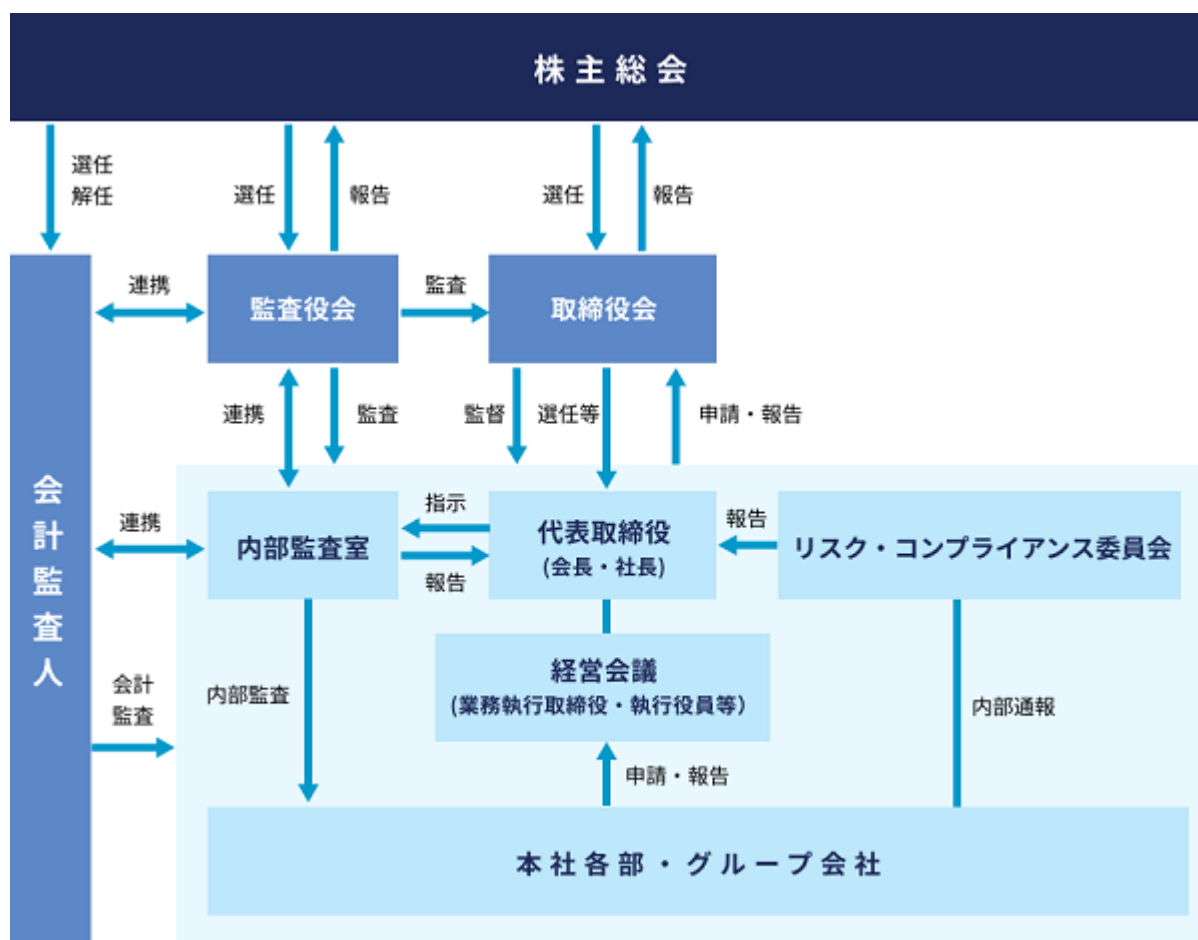 株主総会
選任
解任
選任
報告
選任
報告
連携
監査役会
監査
取締役会
連携
監査
監督
選任等
申請・報告
会計監査人
連携
内部監査室
指示
報告
代表取締役
(会長・社長)
報告
リスク・コンプライアンス委員会
会計
監査
内部監査
経営会議
(業務執行取締役・執行役員等）
内部通報
申請・報告
本社各部・グループ会社